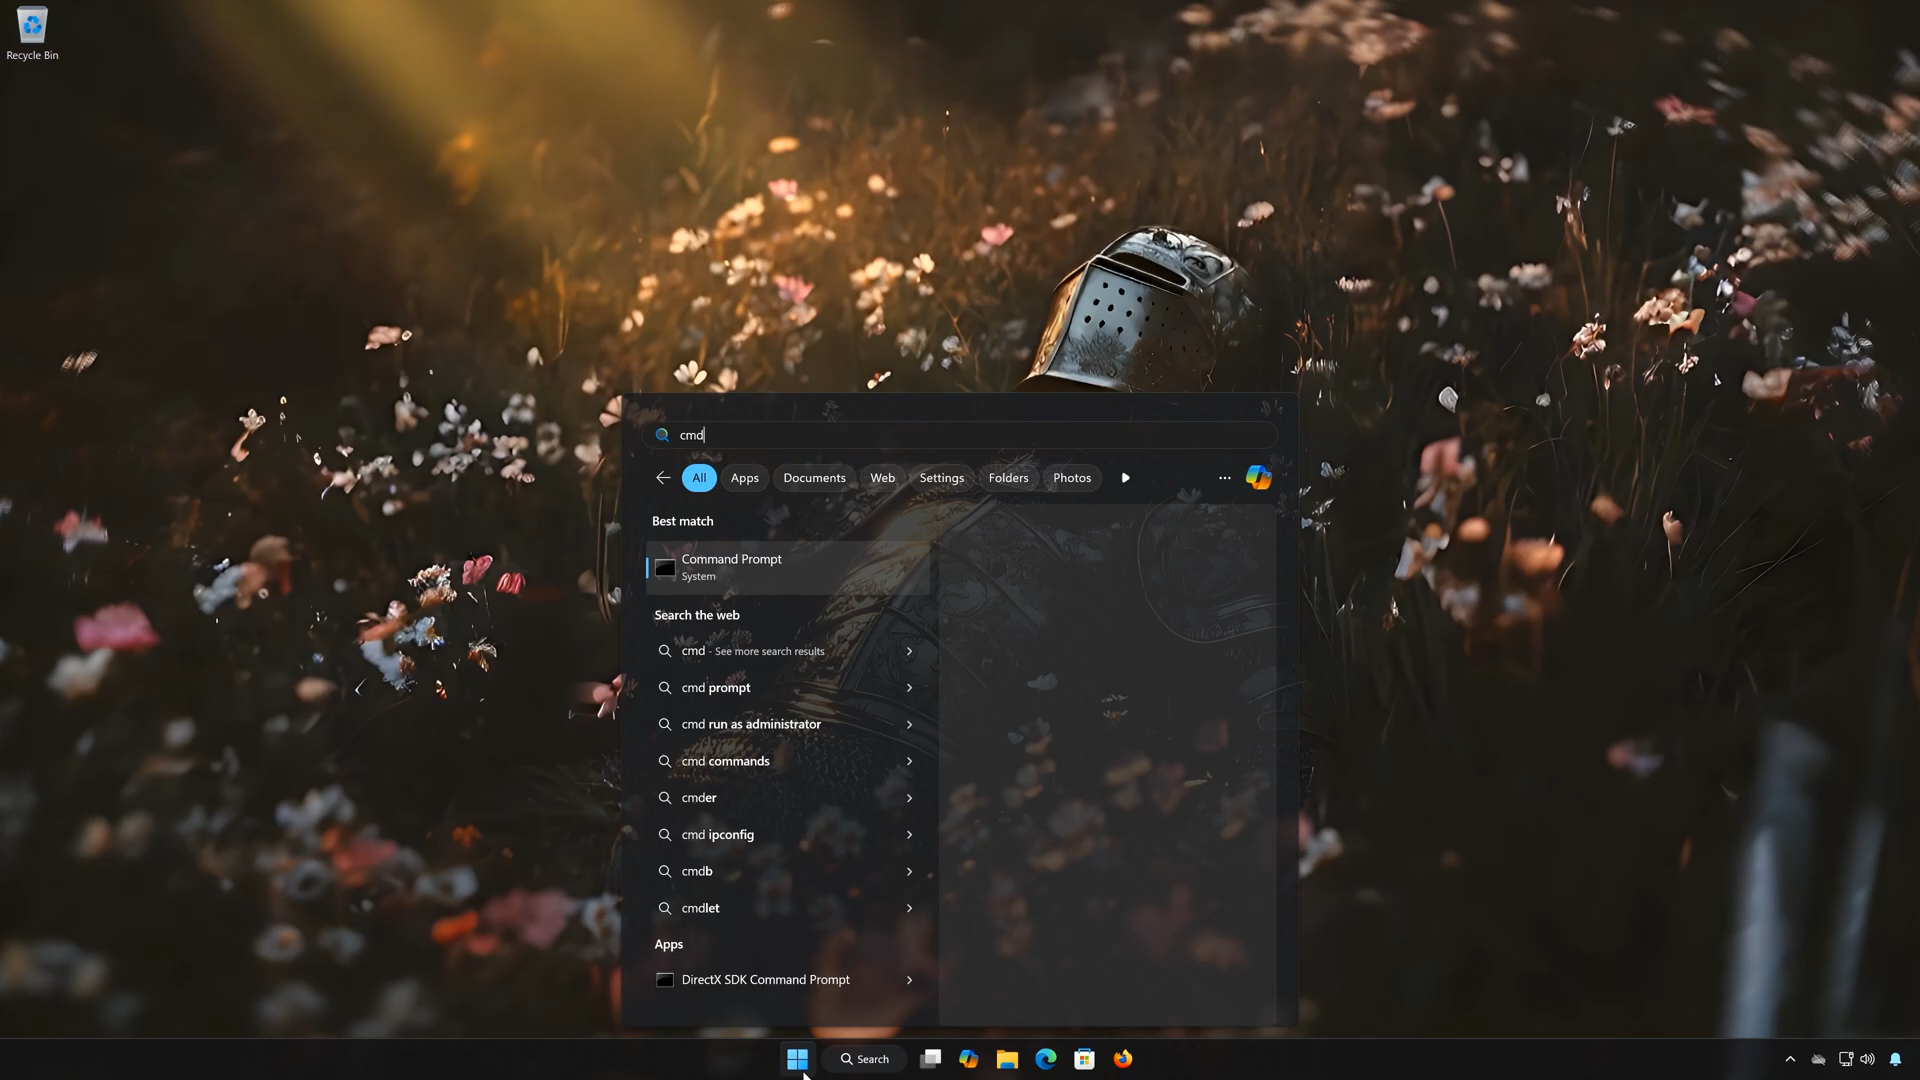 Recycle Bin
cmd
All Apps Documents Web Settings Folders Photos
Best match
Command Prompt
System
Search the web
cmd - See more search results
cmd prompt
cmd run as administrator
cmd commands
cmder
cmd ipconfig
cmdb
cmdlet
Apps
DirectX SDK Command Prompt
Search